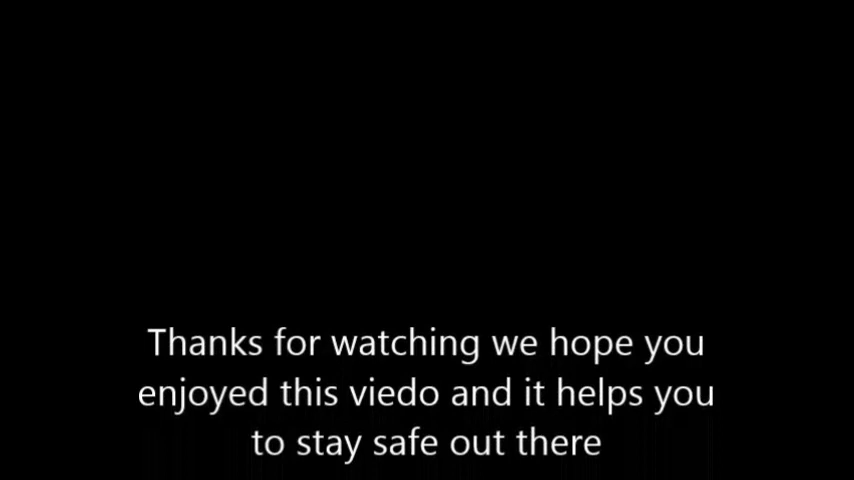 Thanks for watching we hope you
enjoyed this viedo and it helps you
to stay safe out there